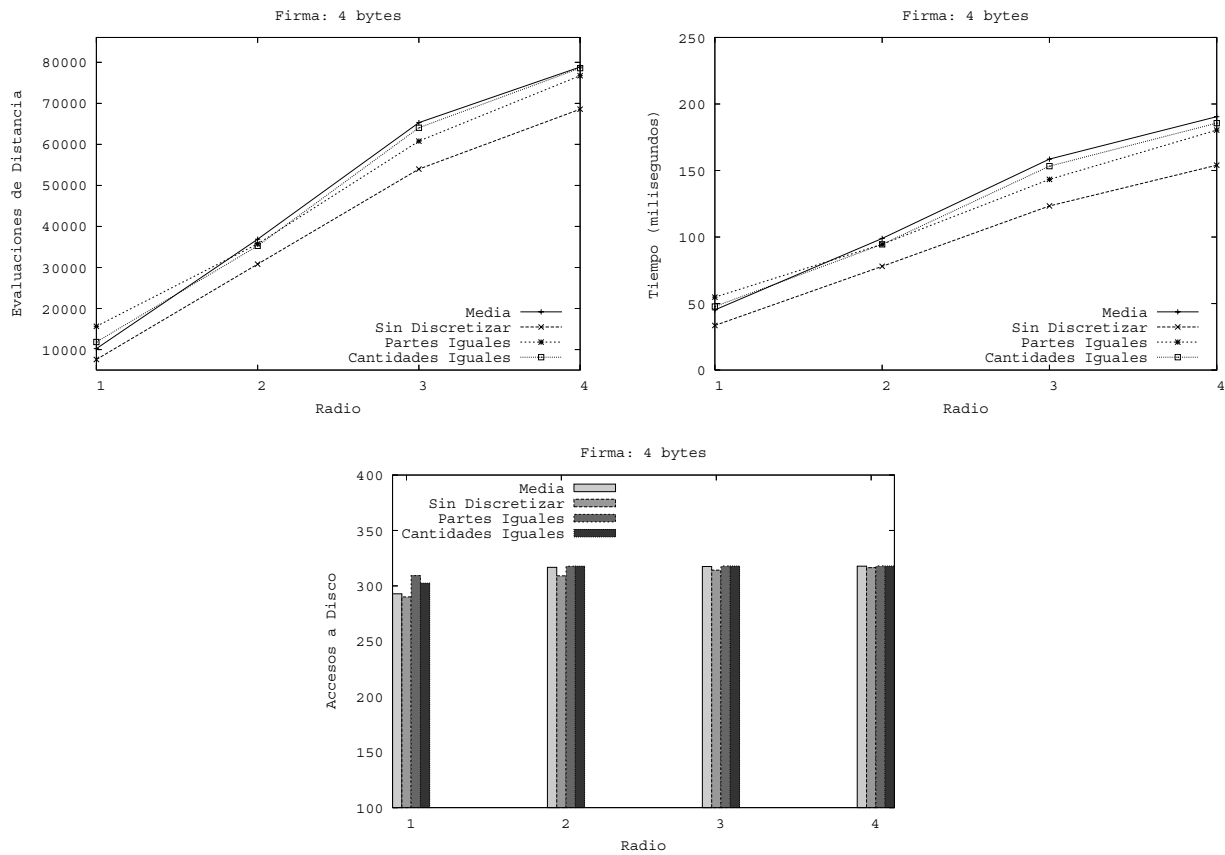 Firma: 4 bytes
Evaluaciones de Distancia
80000
70000
60000
50000
40000
30000
20000
10000
Media
Sin Discretizar
Partes Iguales
Cantidades Iguales
1 2 3 4
Radio
Firma: 4 bytes
Tiempo (milisegundos)
250
200
150
100
50
0
Media
Sin Discretizar
Partes Iguales
Cantidades Iguales
1 2 3 4
Radio
Firma: 4 bytes
Accesos a Disco
400
350
300
250
200
150
100
Media
Sin Discretizar
Partes Iguales
Cantidades Iguales
1 2 3 4
Radio